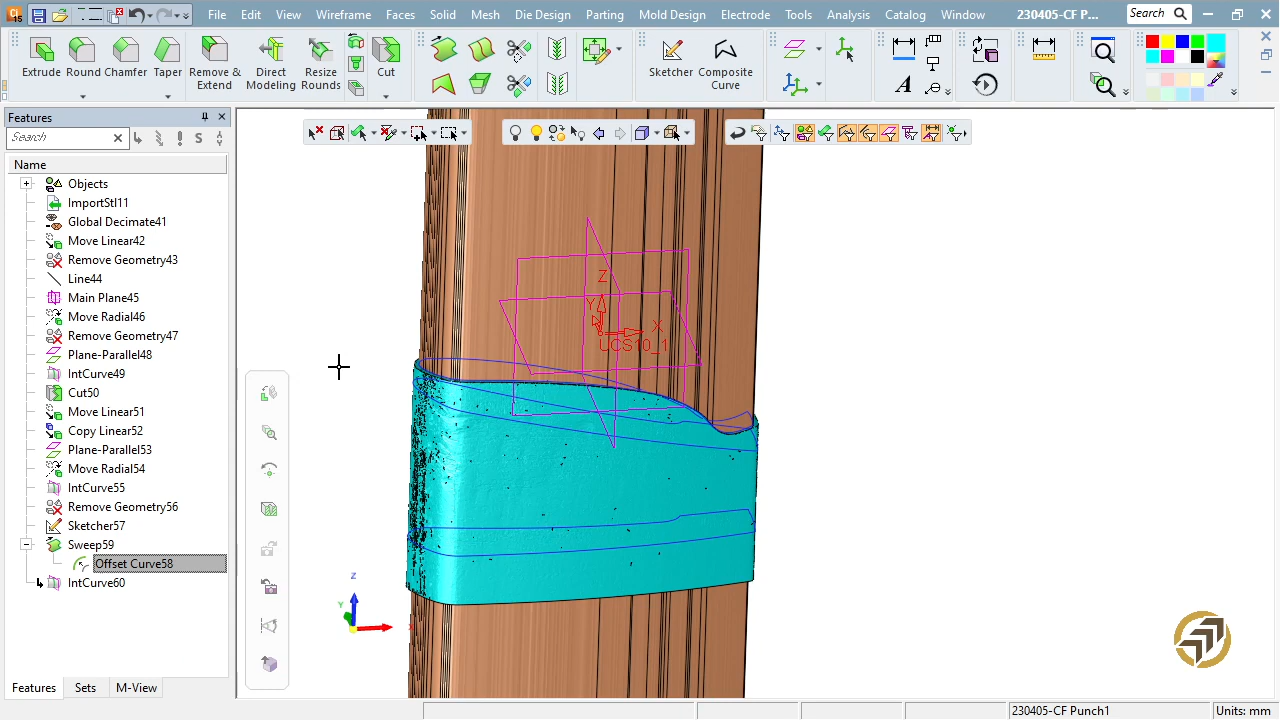 File Edit View Wireframe Faces Solid Mesh Die Design Parting Mold Design Electrode Tools Analysis Catalog Window 230405-CF P... Search
Extrude Round Chamfer Taper Remove & Extend Direct Modeling Resize Rounds Cut Sketcher Composite Curve
Features
Search
Name
Objects
ImportStl11
Global Decimate41
Move Linear42
Remove Geometry43
Line44
Main Plane45
Move Radial46
Remove Geometry47
Plane-Parallel48
IntCurve49
Cut50
Move Linear51
Copy Linear52
Plane-Parallel53
Move Radial54
IntCurve55
Remove Geometry56
Sketcher57
Sweep59
Offset Curve58
IntCurve60
Z
Y
X
UCS10_1
Z
Y
Features Sets M-View
230405-CF Punch1 Units: mm